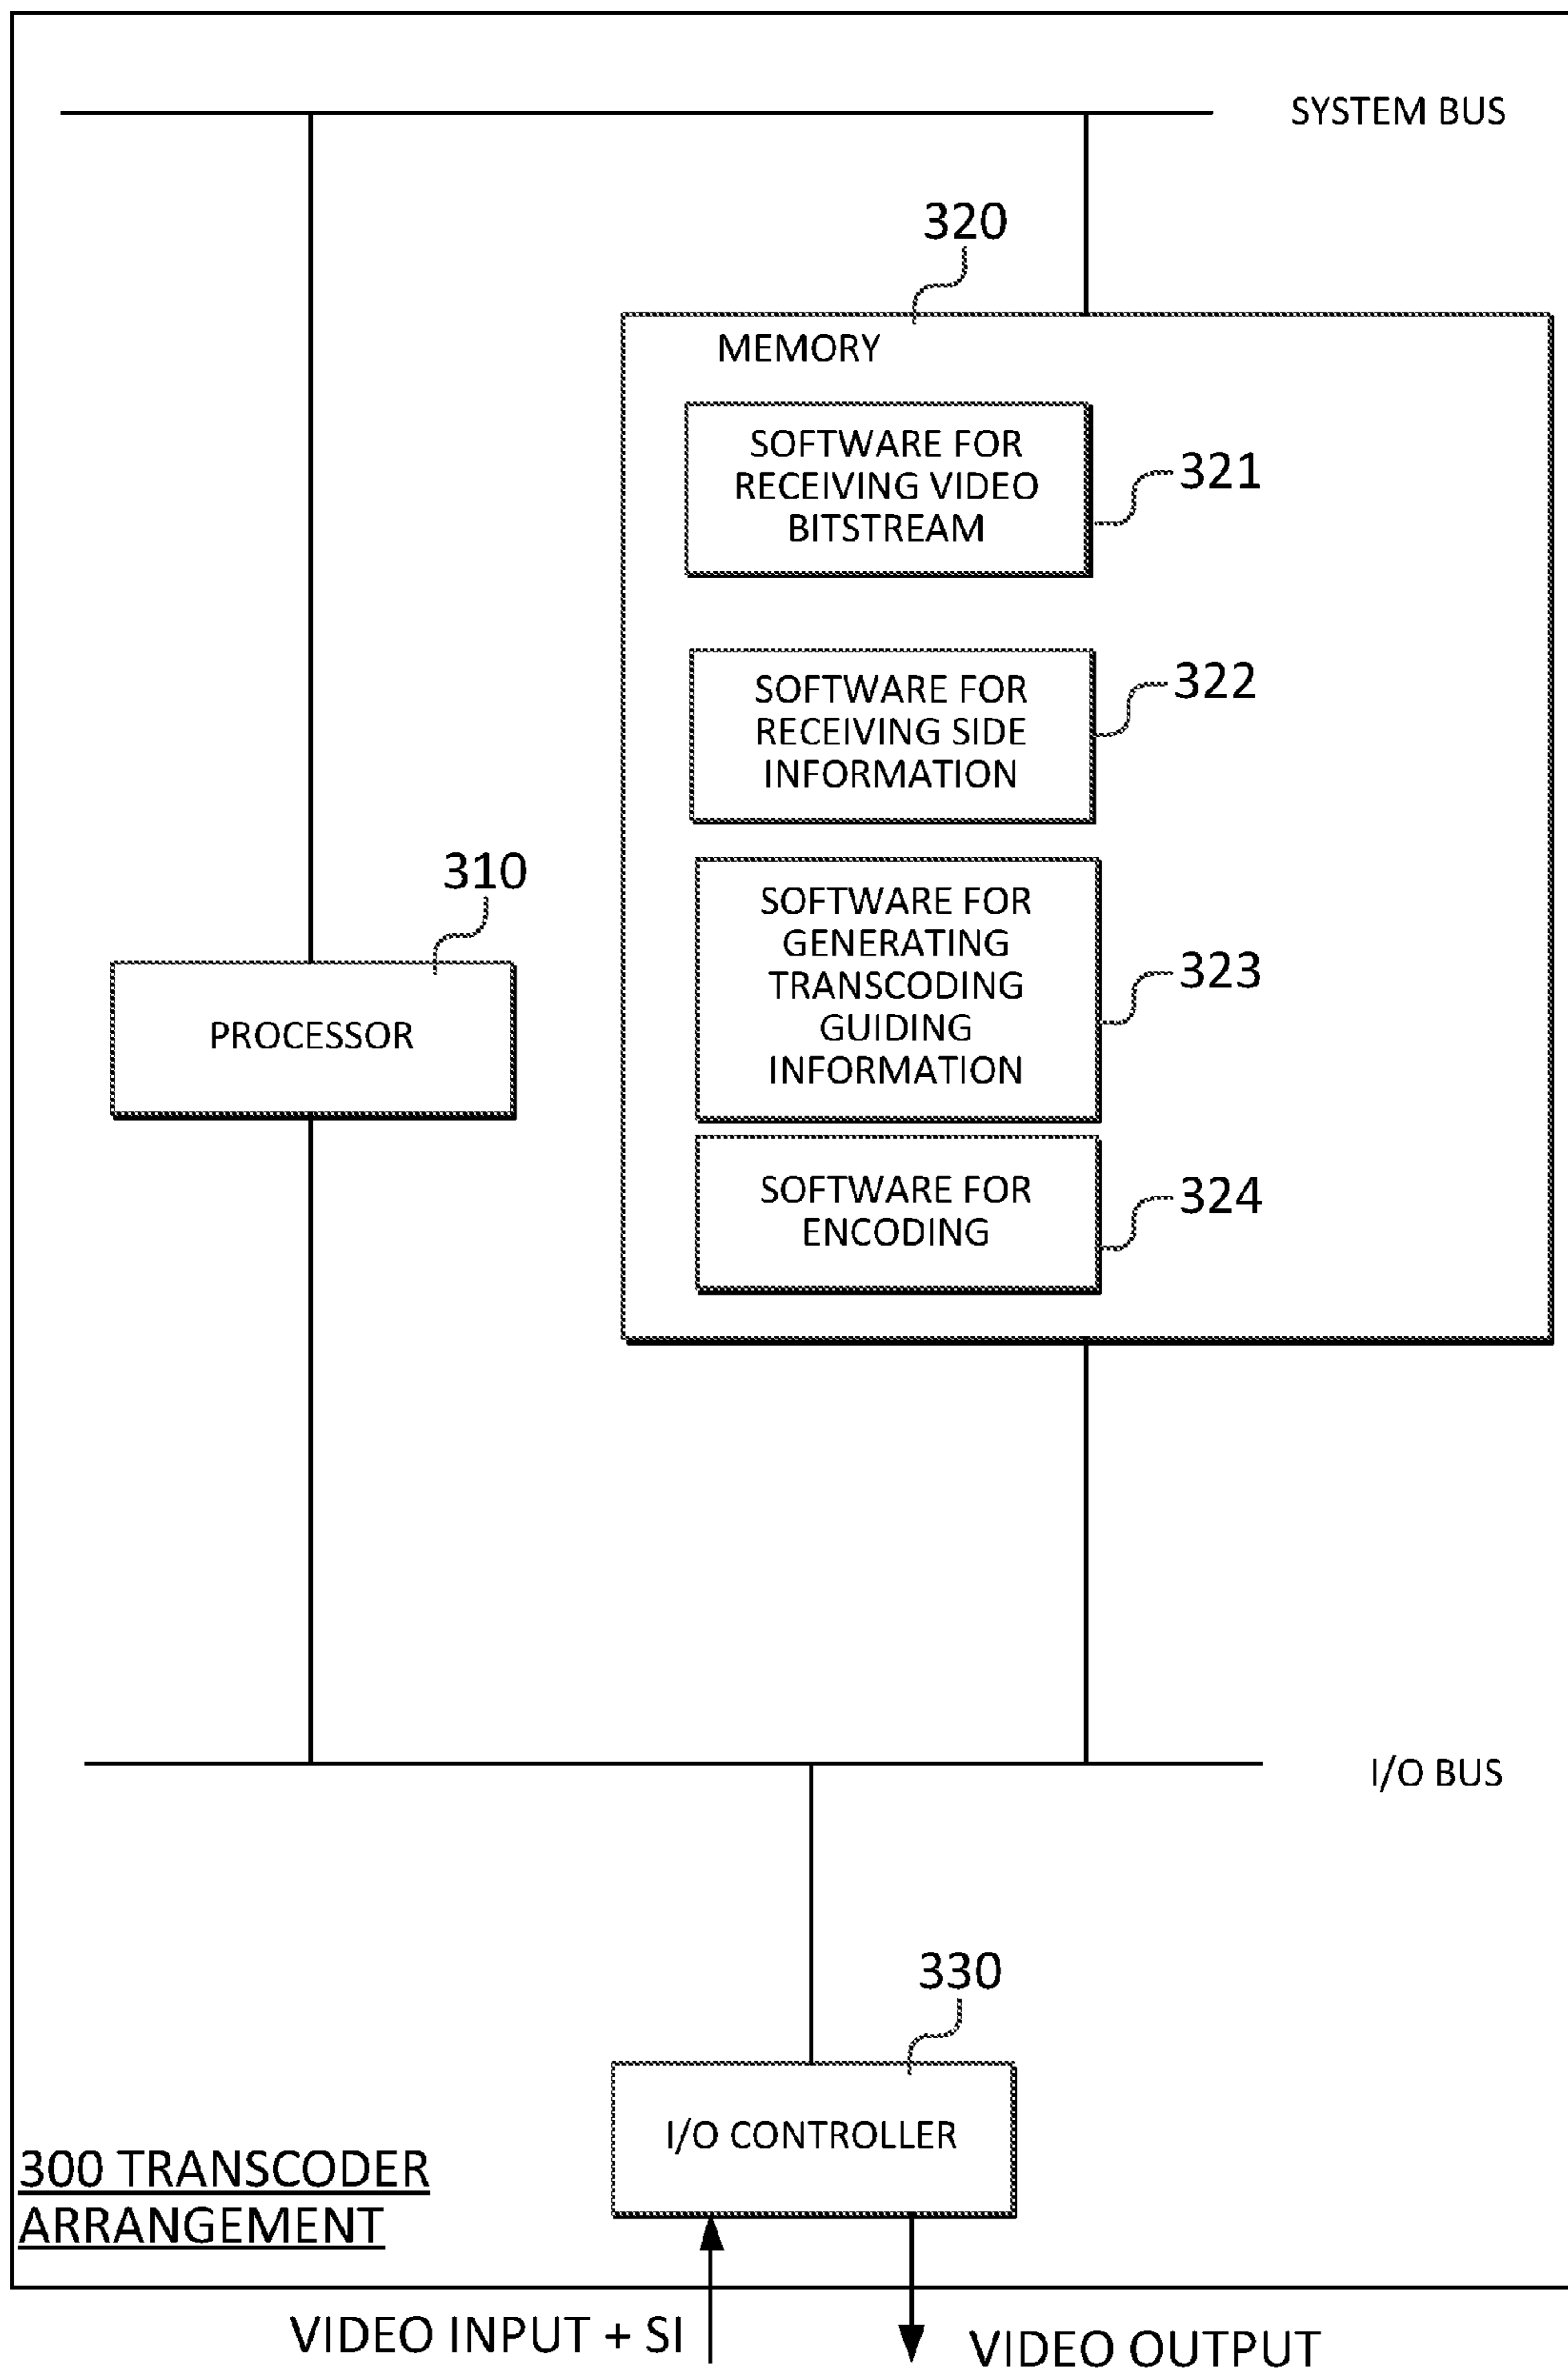 SYSTEM BUS
320
MEMORY
SOFTWARE FOR
RECEIVING VIDEO
BITSTREAM
321
SOFTWARE FOR
RECEIVING SIDE
INFORMATION
322
310
PROCESSOR
SOFTWARE FOR
GENERATING
TRANSCODING
GUIDING
INFORMATION
323
SOFTWARE FOR
ENCODING
324
I/O BUS
330
I/O CONTROLLER
300 TRANSCODER
ARRANGEMENT
VIDEO INPUT + SI
VIDEO OUTPUT